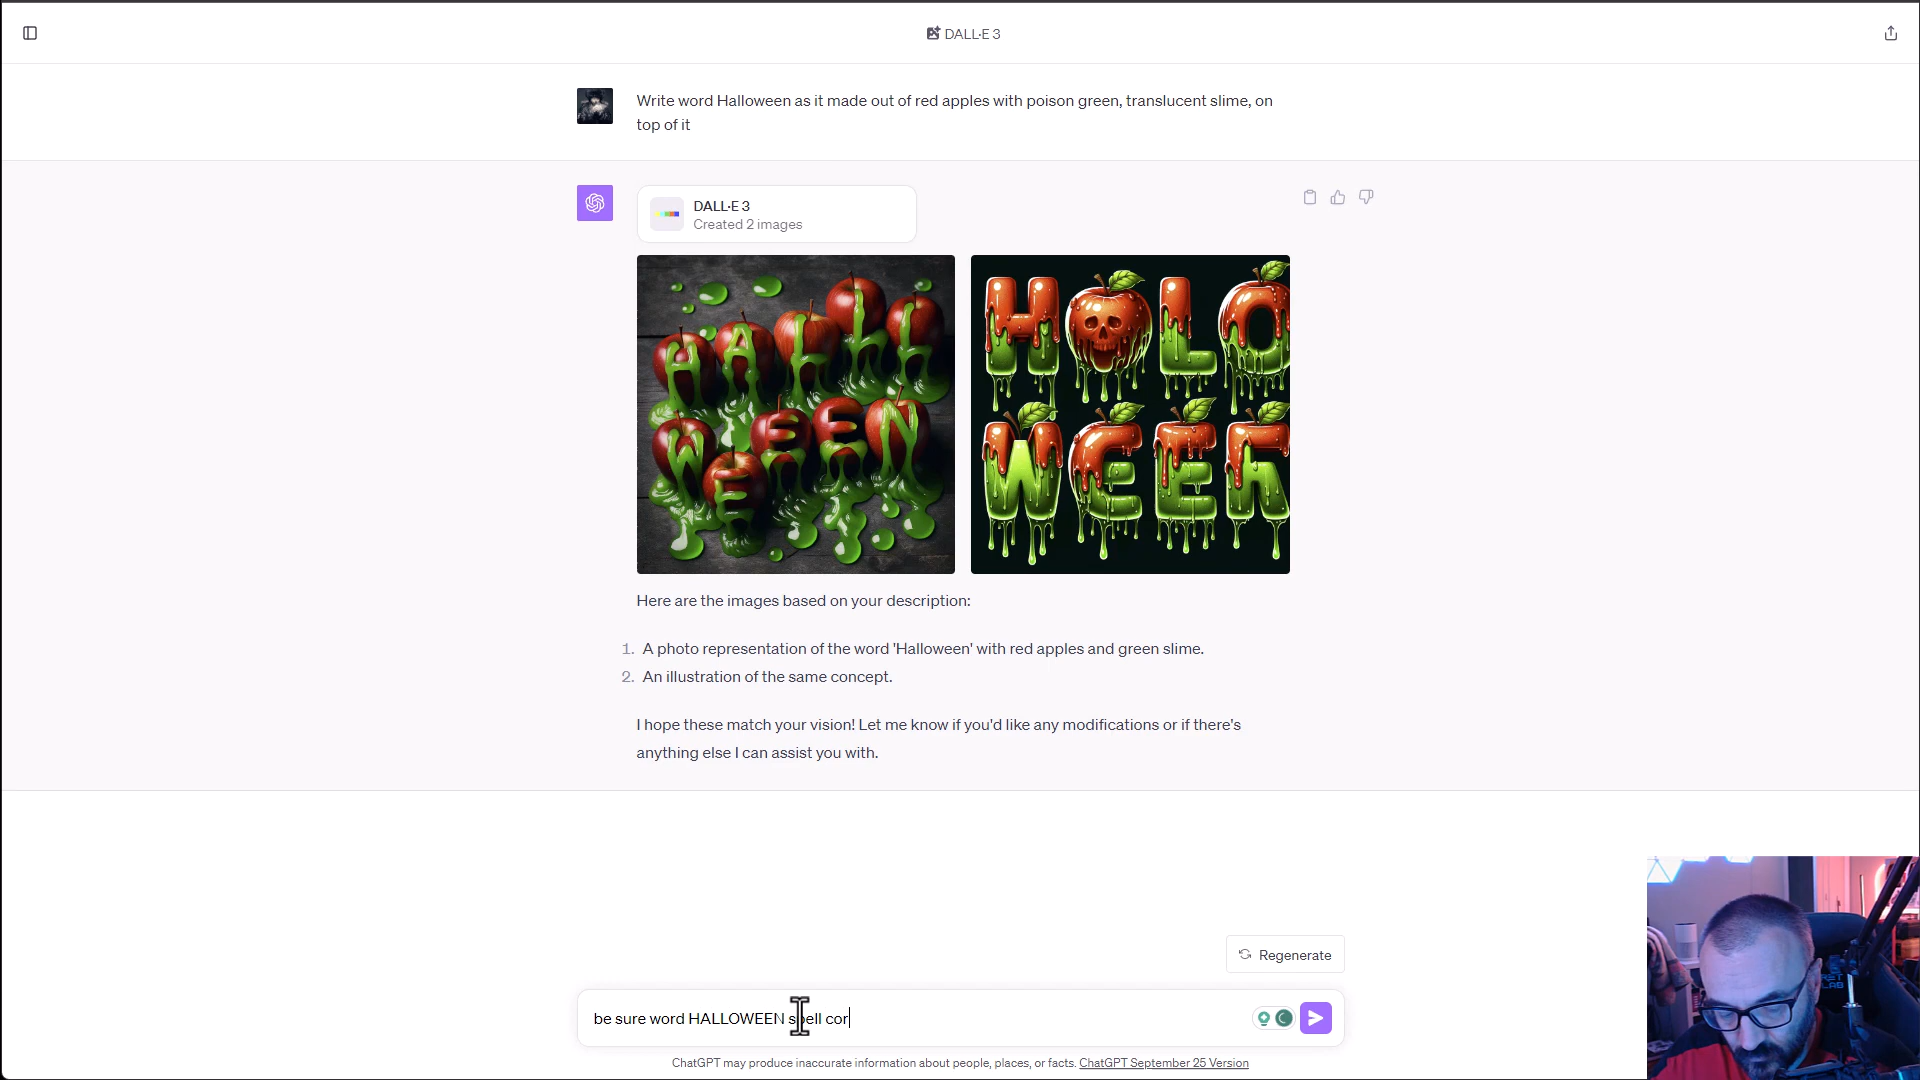 DALL·E 3
Write word Halloween as it made out of red apples with poison green, translucent slime, on
top of it
DALL·E 3
Created 2 images
HALLL
WEEN
E
HOLO
WEER
Here are the images based on your description:
1. A photo representation of the word 'Halloween' with red apples and green slime.
2. An illustration of the same concept.
I hope these match your vision! Let me know if you'd like any modifications or if there's
anything else I can assist you with.
Regenerate
be sure word HALLOWEEN spell cor
ChatGPT may produce inaccurate information about people, places, or facts. ChatGPT September 25 Version